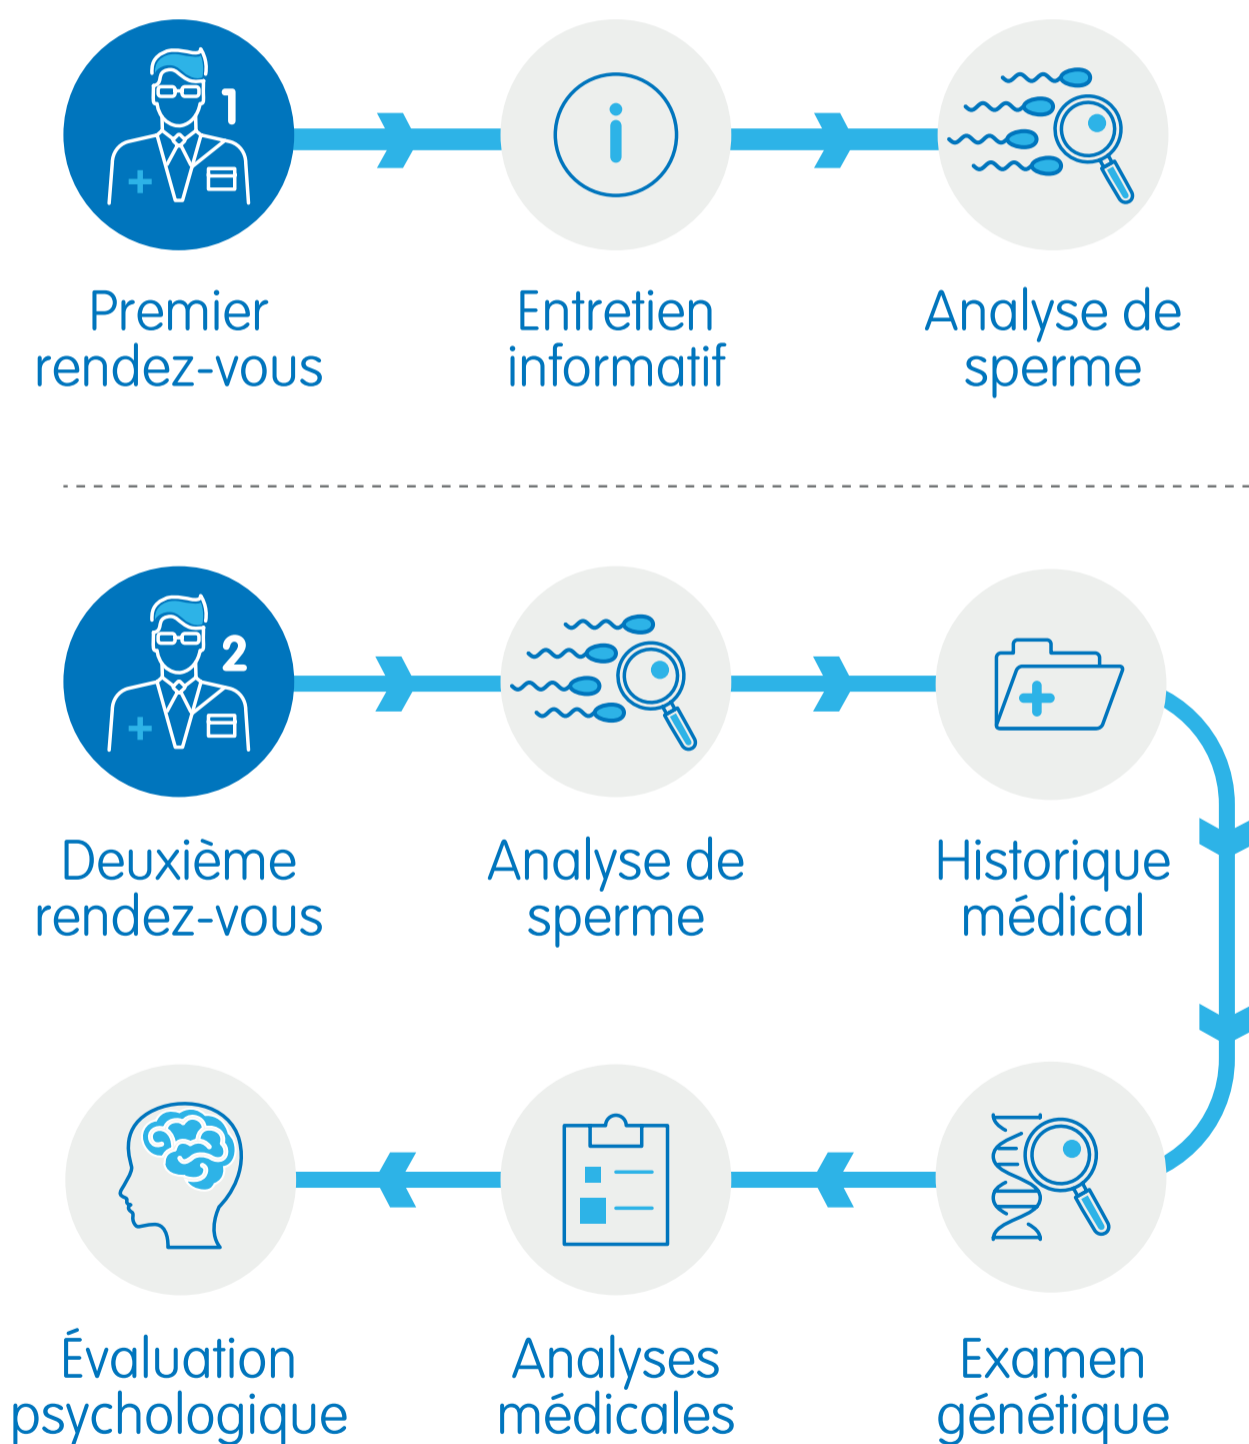 1
i
Premier
rendez-vous
Entretien
informatif
Analyse de
sperme
2
Deuxième
rendez-vous
Analyse de
sperme
Historique
médical
Évaluation
psychologique
Analyses
médicales
Examen
génétique